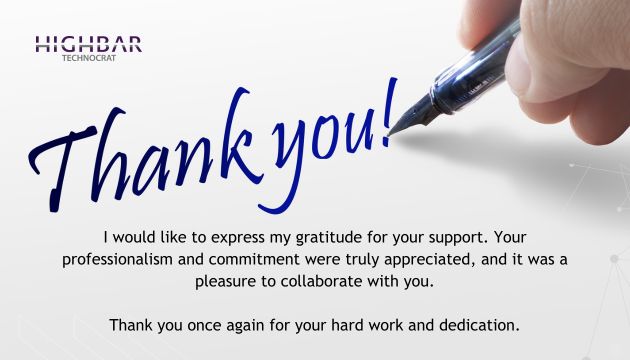 HIGHBAR
TECHNOCRAT
Thank you!
I would like to express my gratitude for your support. Your
professionalism and commitment were truly appreciated, and it was a
pleasure to collaborate with you.
Thank you once again for your hard work and dedication.